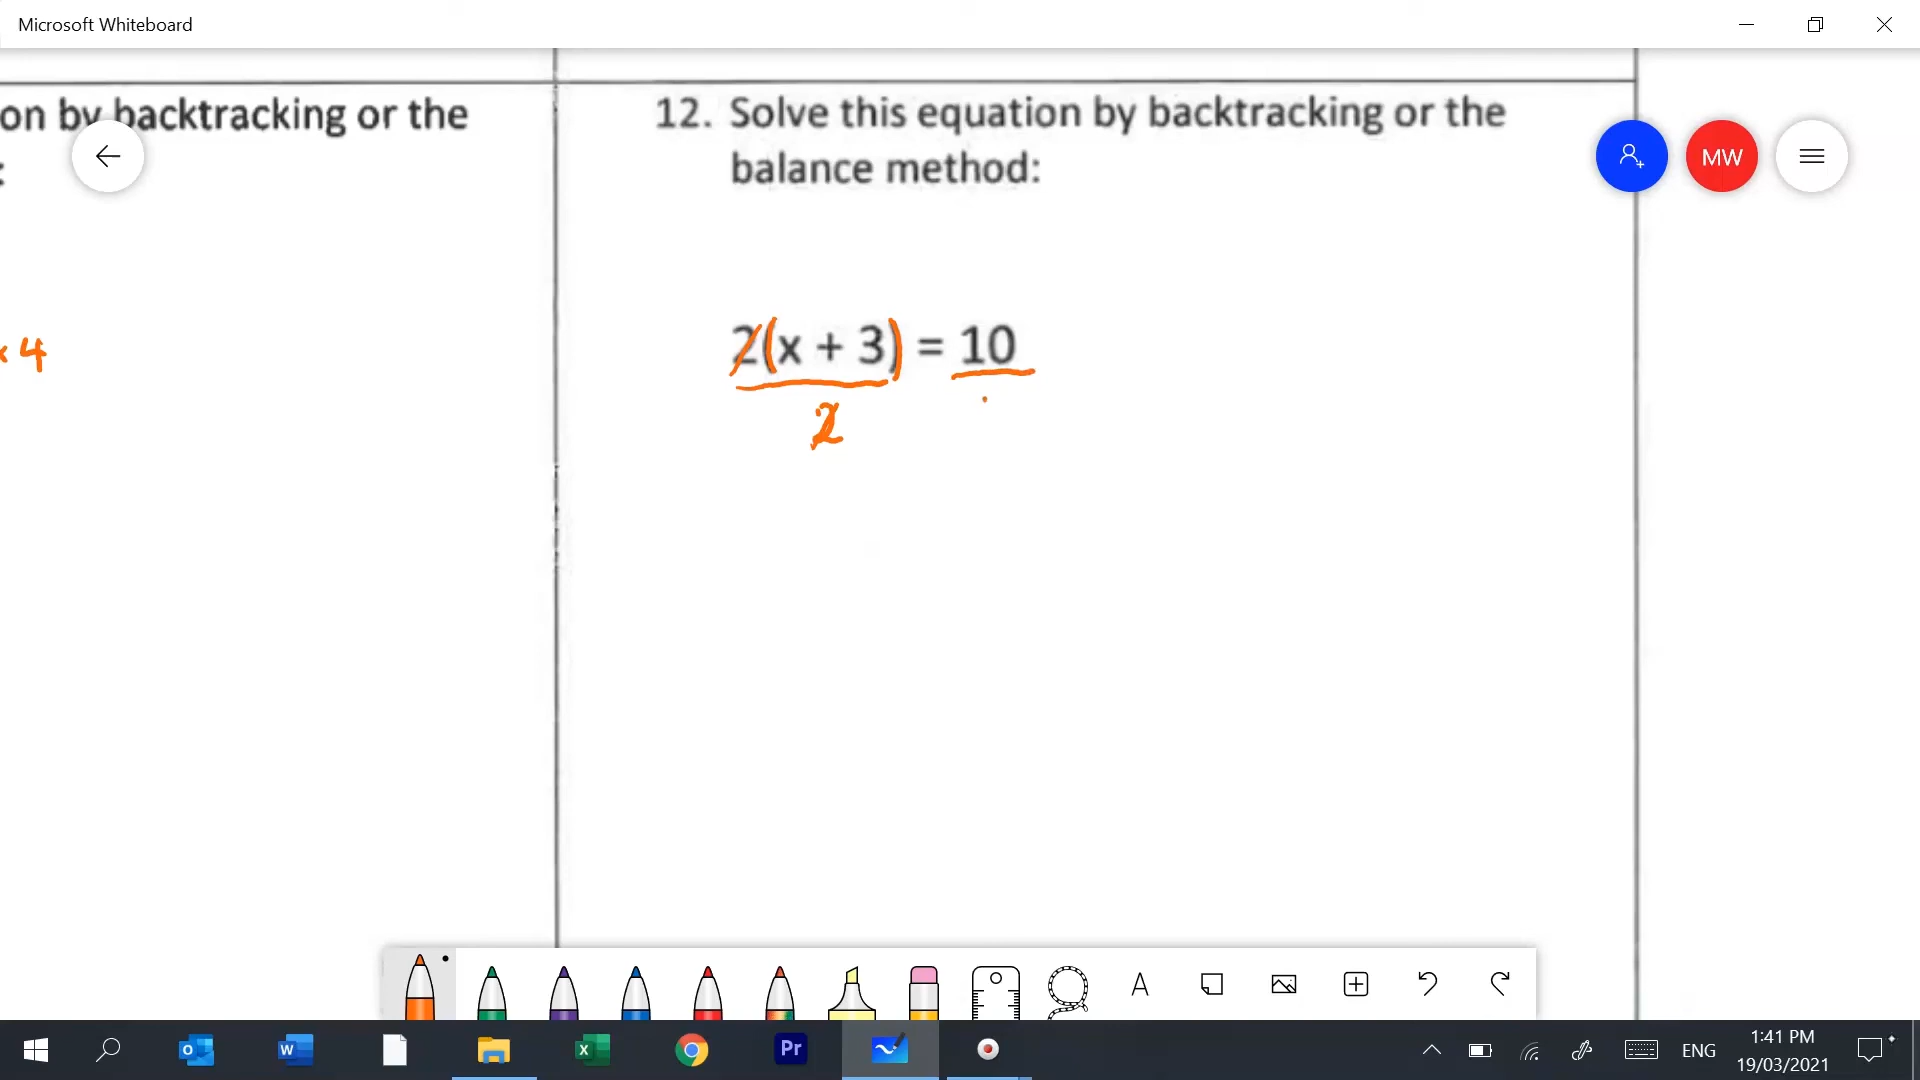 Microsoft Whiteboard
on by backtracking or the
:
x 4
12. Solve this equation by backtracking or the
balance method:
MW
2(x + 3) = 10
2
A
O
W
X
Pr
ENG
1:41 PM
19/03/2021